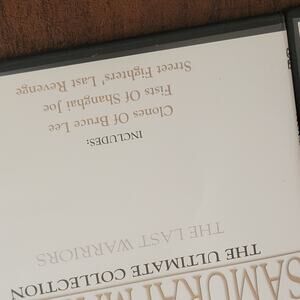 SAMURAI
THE ULTIMATE COLLECTION
THE LAST WARRIORS
INCLUDES:
Clones Of Bruce Lee
Fists Of Shanghai Joe
Street Fighters' Last Revenge